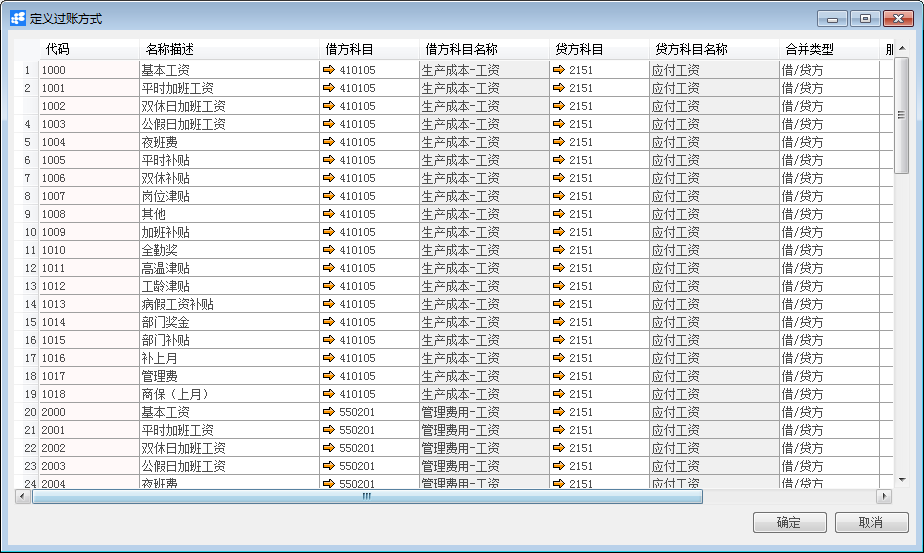 定义过账方式
代码 名称描述 借方科目 借方科目名称 贷方科目 贷方科目名称 合并类型
1 1000 基本工资 410105 生产成本-工资 2151 应付工资 借/贷方
2 1001 平时加班工资 410105 生产成本-工资 2151 应付工资 借/贷方
1002 双休日加班工资 410105 生产成本-工资 2151 应付工资 借/贷方
4 1003 公假日加班工资 410105 生产成本-工资 2151 应付工资 借/贷方
5 1004 夜班费 410105 生产成本-工资 2151 应付工资 借/贷方
6 1005 平时补贴 410105 生产成本-工资 2151 应付工资 借/贷方
7 1006 双休补贴 410105 生产成本-工资 2151 应付工资 借/贷方
8 1007 岗位津贴 410105 生产成本-工资 2151 应付工资 借/贷方
9 1008 其他 410105 生产成本-工资 2151 应付工资 借/贷方
10 1009 加班补贴 410105 生产成本-工资 2151 应付工资 借/贷方
11 1010 全勤奖 410105 生产成本-工资 2151 应付工资 借/贷方
12 1011 高温津贴 410105 生产成本-工资 2151 应付工资 借/贷方
13 1012 工龄津贴 410105 生产成本-工资 2151 应付工资 借/贷方
14 1013 病假工资补贴 410105 生产成本-工资 2151 应付工资 借/贷方
15 1014 部门奖金 410105 生产成本-工资 2151 应付工资 借/贷方
16 1015 部门补贴 410105 生产成本-工资 2151 应付工资 借/贷方
17 1016 补上月 410105 生产成本-工资 2151 应付工资 借/贷方
18 1017 管理费 410105 生产成本-工资 2151 应付工资 借/贷方
19 1018 商保（上月） 410105 生产成本-工资 2151 应付工资 借/贷方
20 2000 基本工资 550201 管理费用-工资 2151 应付工资 借/贷方
21 2001 平时加班工资 550201 管理费用-工资 2151 应付工资 借/贷方
22 2002 双休日加班工资 550201 管理费用-工资 2151 应付工资 借/贷方
23 2003 公假日加班工资 550201 管理费用-工资 2151 应付工资 借/贷方
24 2004 夜班费 550201 管理费用-工资 2151 应付工资 借/贷方
确定 取消